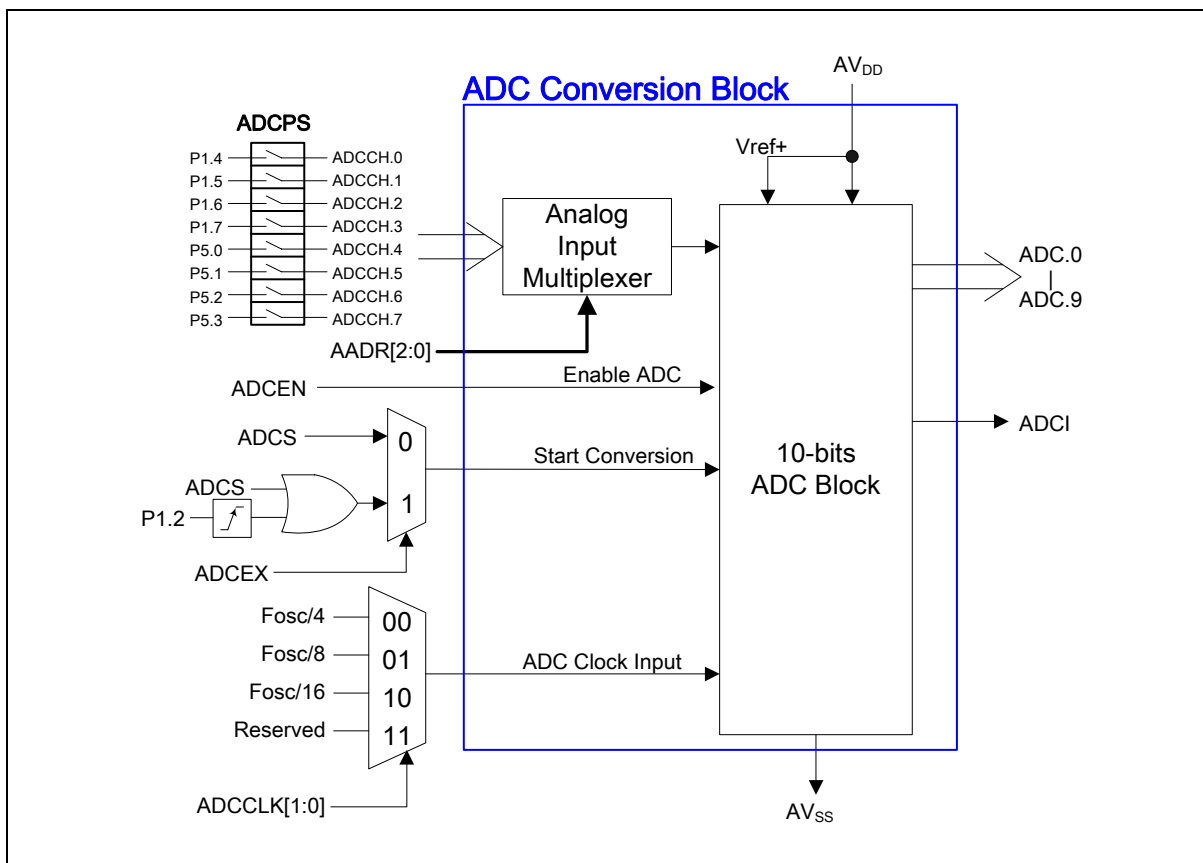 AVDD
ADC Conversion Block
ADCPS
Vref+
P1.4 ADCCH.0
P1.5 ADCCH.1
P1.6 ADCCH.2
P1.7 ADCCH.3
P5.0 ADCCH.4
P5.1 ADCCH.5
P5.2 ADCCH.6
P5.3 ADCCH.7
Analog
Input
Multiplexer
ADC.0
ADC.9
AADR[2:0]
ADCEN
Enable ADC
ADCI
ADCS
0
Start Conversion
10-bits
ADC Block
ADCS
1
P1.2
ADCEX
Fosc/4 00
Fosc/8 01
ADC Clock Input
Fosc/16 10
Reserved 11
ADCCLK[1:0]
AVSS